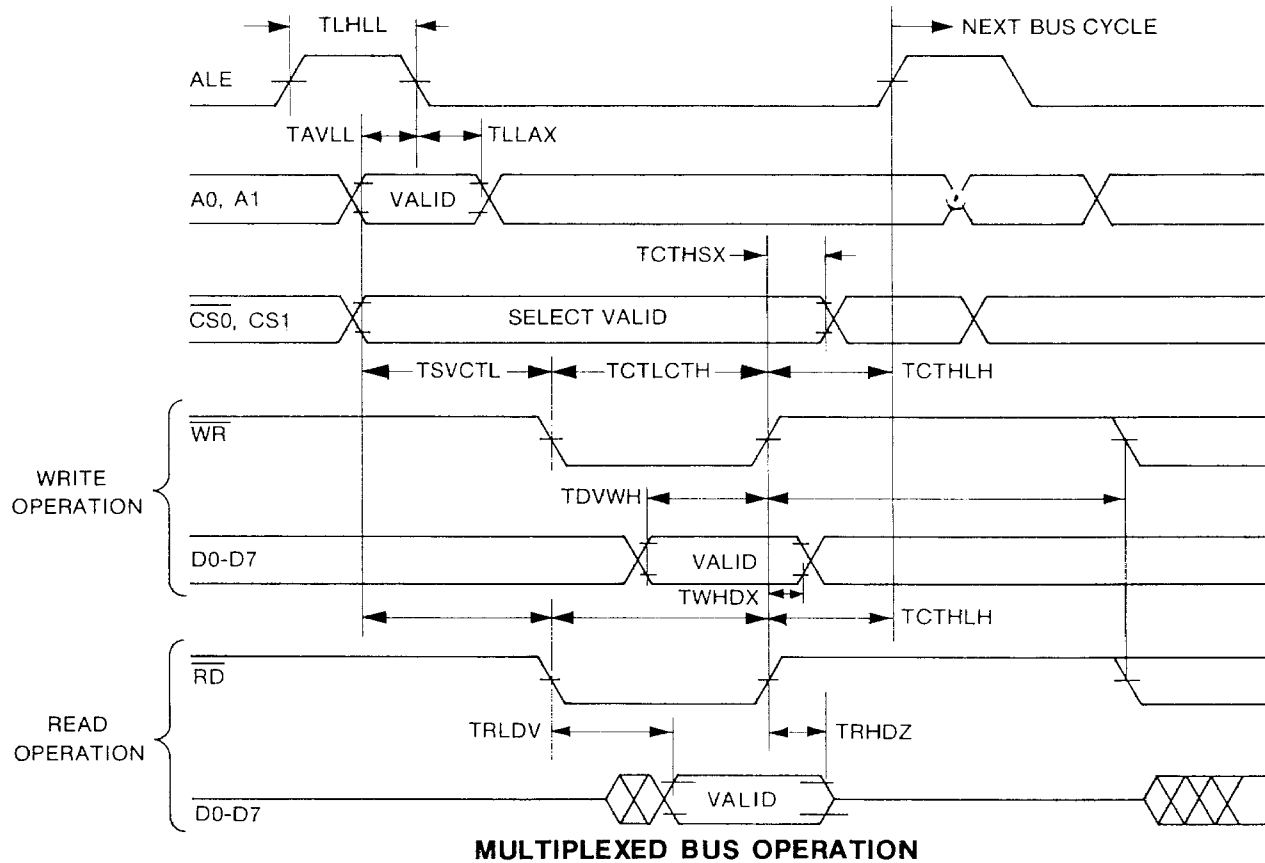 TLHLL
NEXT BUS CYCLE
ALE
TAVLL
TLLAX
A0, A1
VALID
TCTHSX
CS0, CS1
SELECT VALID
TSVCTL
TCTLCTH
TCTHLH
WR
WRITE
OPERATION
TDVWH
D0-D7
VALID
TWHDX
TCTHLH
RD
READ
OPERATION
TRLDV
TRHDZ
D0-D7
VALID
MULTIPLEXED BUS OPERATION